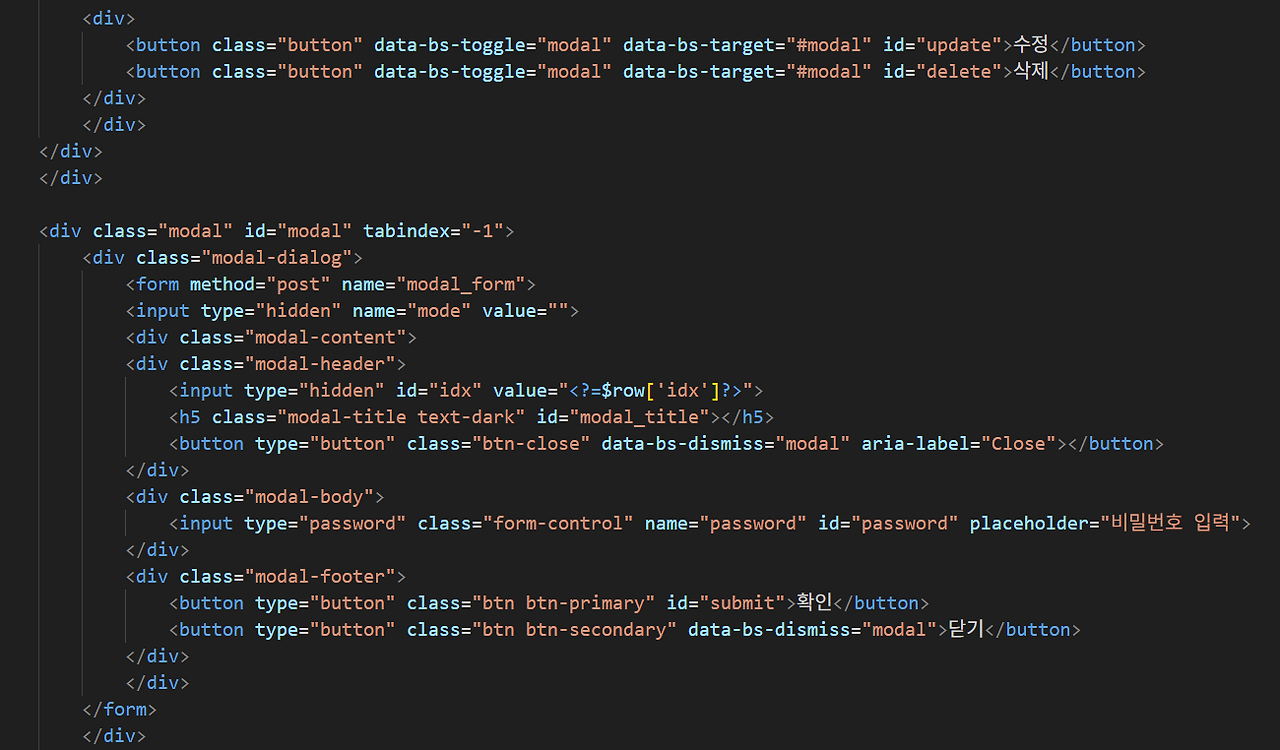 <div>
<button class="button" data-bs-toggle="modal" data-bs-target="#modal" id="update">수정</button>
<button class="button" data-bs-toggle="modal" data-bs-target="#modal" id="delete">삭제</button>
</div>
</div>
</div>
</div>
<div class="modal" id="modal" tabindex="-1">
<div class="modal-dialog">
<form method="post" name="modal_form">
<input type="hidden" name="mode" value="">
<div class="modal-content">
<div class="modal-header">
<input type="hidden" id="idx" value="<?=$row['idx']?>">
<h5 class="modal-title text-dark" id="modal_title"></h5>
<button type="button" class="btn-close" data-bs-dismiss="modal" aria-label="Close"></button>
</div>
<div class="modal-body">
<input type="password" class="form-control" name="password" id="password" placeholder="비밀번호 입력">
</div>
<div class="modal-footer">
<button type="button" class="btn btn-primary" id="submit">확인</button>
<button type="button" class="btn btn-secondary" data-bs-dismiss="modal">닫기</button>
</div>
</div>
</form>
</div>